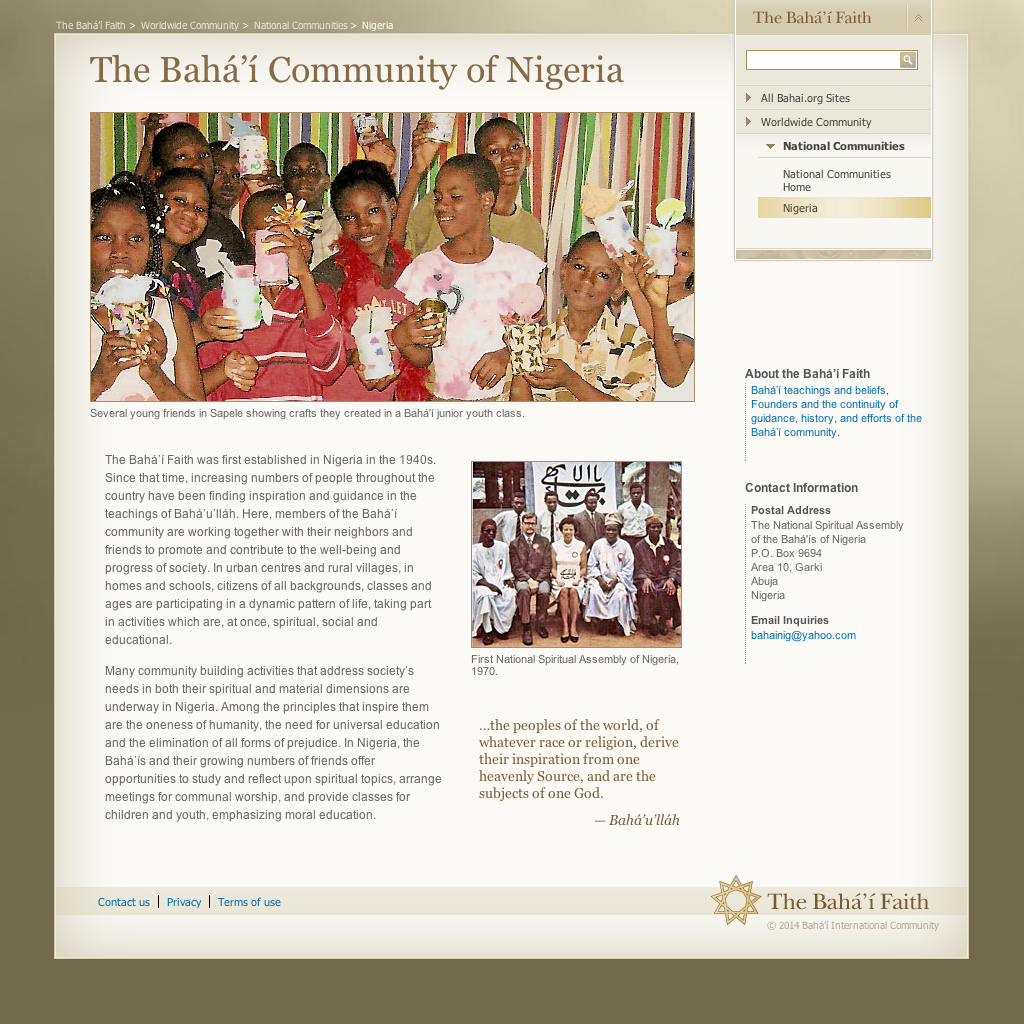 The Bahá'í Faith > Worldwide Community > National Communities > Nigeria
The Bahá’í Faith
The Bahá’í Community of Nigeria
All Bahai.org Sites
Worldwide Community
National Communities
National Communities
Home
Nigeria
Several young friends in Sapele showing crafts they created in a Bahá'í junior youth class.
The Bahá’í Faith was first established in Nigeria in the 1940s.
Since that time, increasing numbers of people throughout the
country have been finding inspiration and guidance in the
teachings of Bahá’u’lláh. Here, members of the Bahá’í
community are working together with their neighbors and
friends to promote and contribute to the well-being and
progress of society. In urban centres and rural villages, in
homes and schools, citizens of all backgrounds, classes and
ages are participating in a dynamic pattern of life, taking part
in activities which are, at once, spiritual, social and
educational.
Many community building activities that address society’s
needs in both their spiritual and material dimensions are
underway in Nigeria. Among the principles that inspire them
are the oneness of humanity, the need for universal education
and the elimination of all forms of prejudice. In Nigeria, the
Bahá’ís and their growing numbers of friends offer
opportunities to study and reflect upon spiritual topics, arrange
meetings for communal worship, and provide classes for
children and youth, emphasizing moral education.
First National Spiritual Assembly of Nigeria,
1970.
…the peoples of the world, of
whatever race or religion, derive
their inspiration from one
heavenly Source, and are the
subjects of one God.
— Bahá’u’lláh
About the Bahá’í Faith
Bahá’í teachings and beliefs,
Founders and the continuity of
guidance, history, and efforts of the
Bahá’í community.
Contact Information
Postal Address
The National Spiritual Assembly
of the Bahá'ís of Nigeria
P.O. Box 9694
Area 10, Garki
Abuja
Nigeria
Email Inquiries
bahainig@yahoo.com
Contact us | Privacy | Terms of use
The Bahá’í Faith
© 2014 Bahá'í International Community